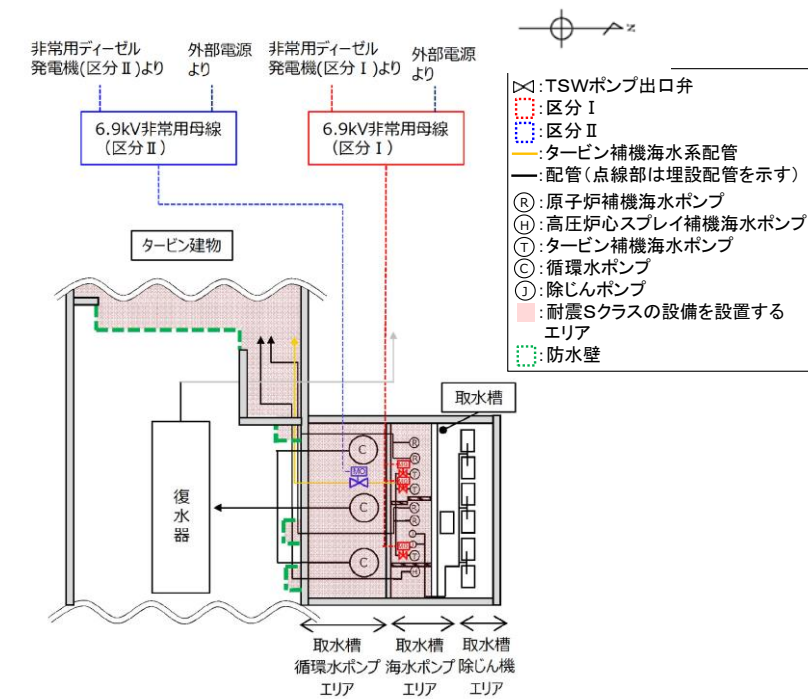 N
非常用ディーゼル
発電機(区分Ⅱ)より
外部電源
より
非常用ディーゼル
発電機(区分Ⅰ)より
外部電源
より
6.9kV非常用母線
(区分Ⅱ)
6.9kV非常用母線
(区分Ⅰ)
:TSWポンプ出口弁
:区分Ⅰ
:区分Ⅱ
:タービン補機海水系配管
:配管(点線部は埋設配管を示す)
Ⓡ:原子炉補機海水ポンプ
Ⓗ:高圧炉心スプレイ補機海水ポンプ
Ⓣ:タービン補機海水ポンプ
Ⓒ:循環水ポンプ
Ⓙ:除じんポンプ
:耐震Sクラスの設備を設置する
エリア
:防水壁
タービン建物
取水槽
復水器
C
C
C
MO
R
R
T
T
R
R
T
H
取水槽
循環水ポンプ
エリア
取水槽
海水ポンプ
エリア
取水槽
除じん機
エリア